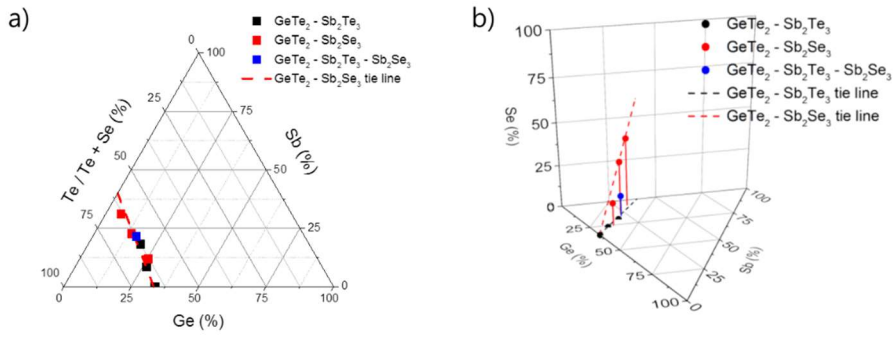 a)
GeTe₂ - Sb₂Te₃
GeTe₂ - Sb₂Se₃
GeTe₂ - Sb₂Te₃ - Sb₂Se₃
GeTe₂ - Sb₂Se₃ tie line
0
100
25
75
50
50
75
25
100
0
0
25
50
75
100
Te / Te + Se (%)
Sb (%)
Ge (%)
b)
GeTe₂ - Sb₂Te₃
GeTe₂ - Sb₂Se₃
GeTe₂ - Sb₂Te₃ - Sb₂Se₃
GeTe₂ - Sb₂Te₃ tie line
GeTe₂ - Sb₂Se₃ tie line
100
75
50
25
0
Se (%)
25
50
75
100
Ge (%)
100
75
50
25
0
Sb (%)